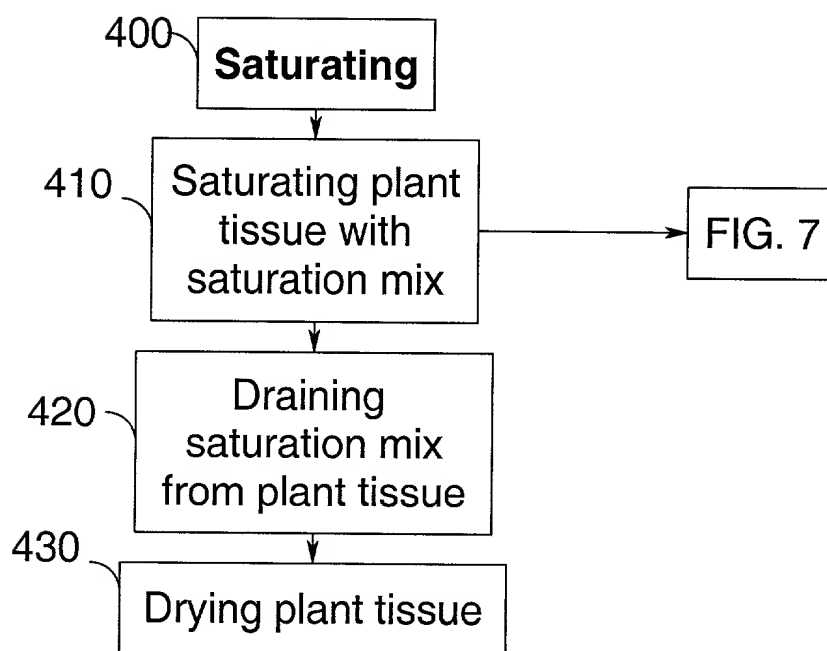 400
Saturating
410
Saturating plant
tissue with
saturation mix
FIG. 7
420
Draining
saturation mix
from plant tissue
430
Drying plant tissue